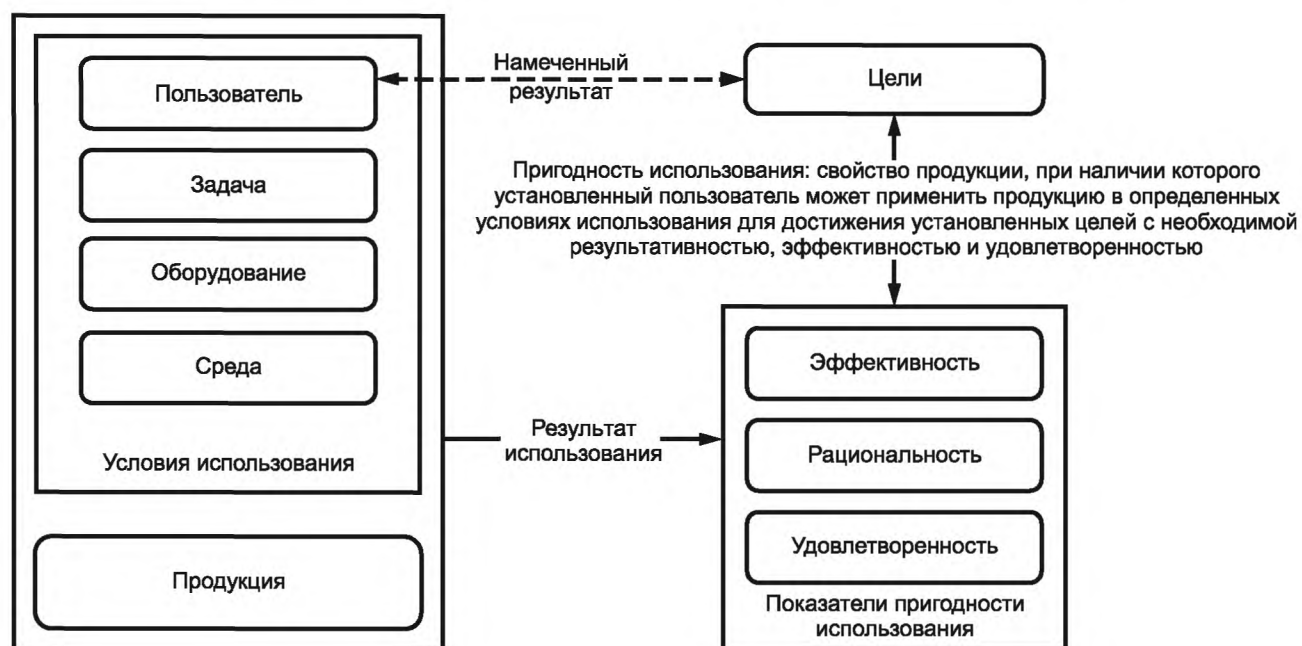 Пользователь
Задача
Оборудование
Среда
Условия использования
Продукция
Намеченный
результат
Цели
Пригодность использования: свойство продукции, при наличии которого
установленный пользователь может применить продукцию в определенных
условиях использования для достижения установленных целей с необходимой
результативностью, эффективностью и удовлетворенностью
Результат
использования
Эффективность
Рациональность
Удовлетворенность
Показатели пригодности
использования